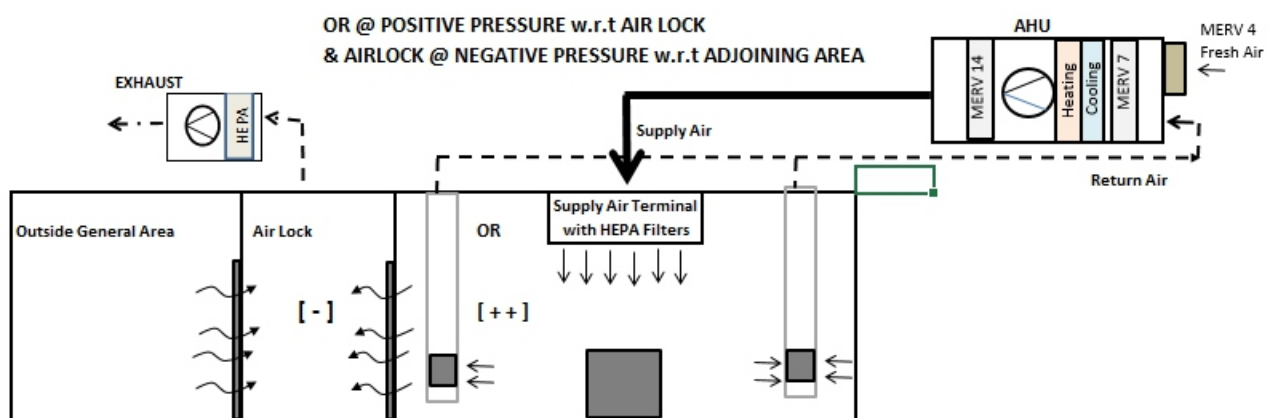 OR @ POSITIVE PRESSURE w.r.t AIR LOCK
& AIRLOCK @ NEGATIVE PRESSURE w.r.t ADJOINING AREA
AHU
MERV 4
Fresh Air
MERV 14
Heating
Cooling
MERV 7
EXHAUST
HEPA
Supply Air
Return Air
Outside General Area
Air Lock
OR
Supply Air Terminal
with HEPA Filters
[ - ]
[ + + ]